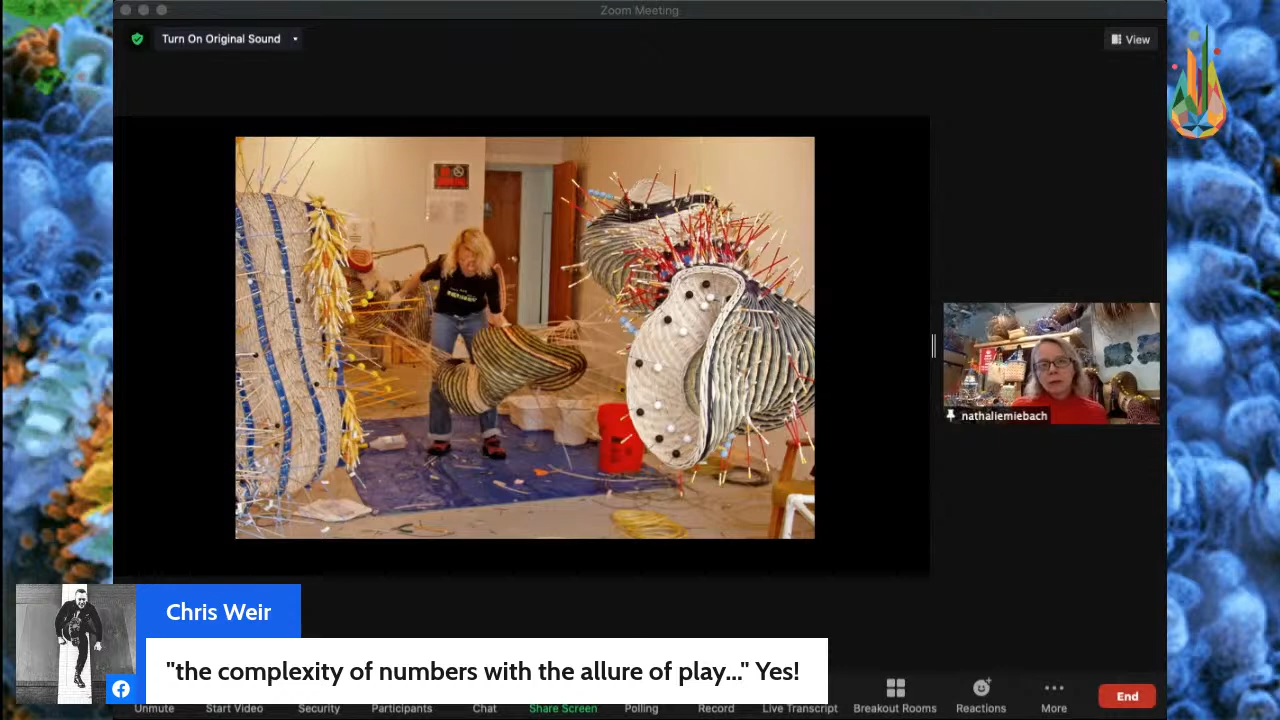 Zoom Meeting
Turn On Original Sound
View
nathaliemiebach
Chris Weir
"the complexity of numbers with the allure of play..." Yes!
Unmute
Start Video
Security
Participants
Chat
Share Screen
Polling
Record
Live Transcript
Breakout Rooms
Reactions
More
End